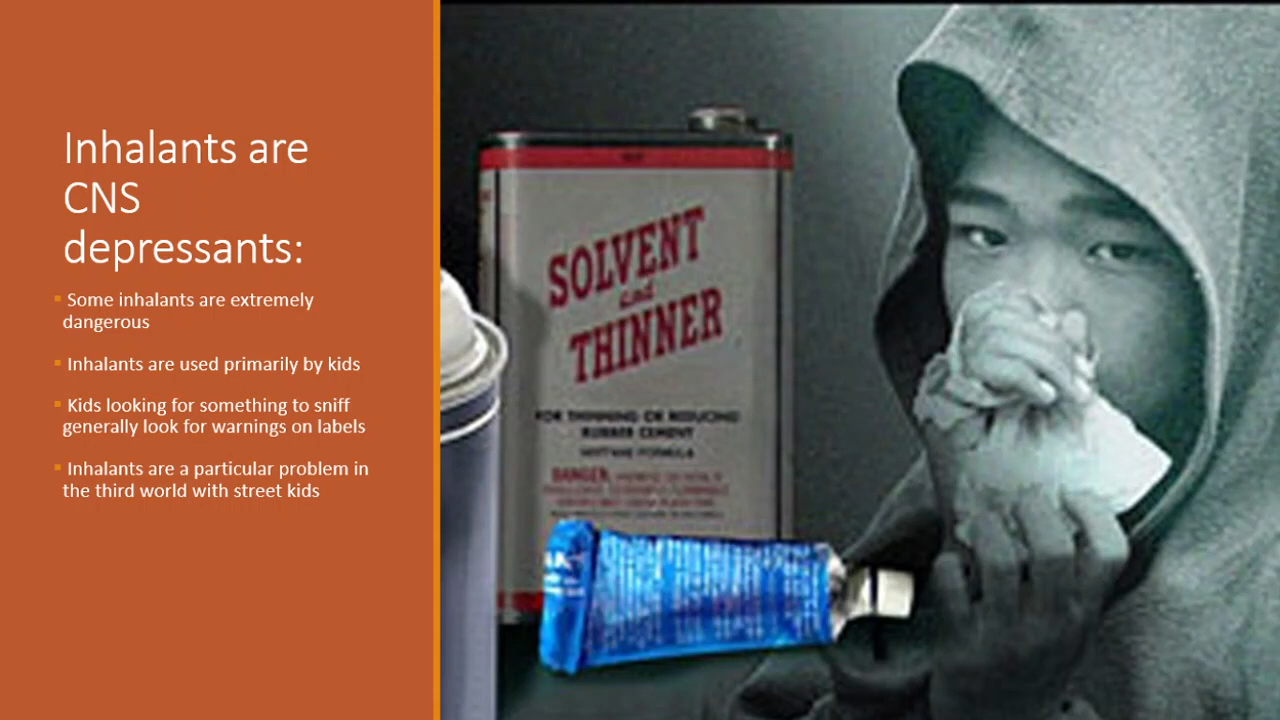 Inhalants are
CNS
depressants:
▪ Some inhalants are extremely
dangerous
▪ Inhalants are used primarily by kids
▪ Kids looking for something to sniff
generally look for warnings on labels
▪ Inhalants are a particular problem in
the third world with street kids
SOLVENT
and
THINNER
FOR THINNING OR REDUCING
RUBBER CEMENT
DANGER